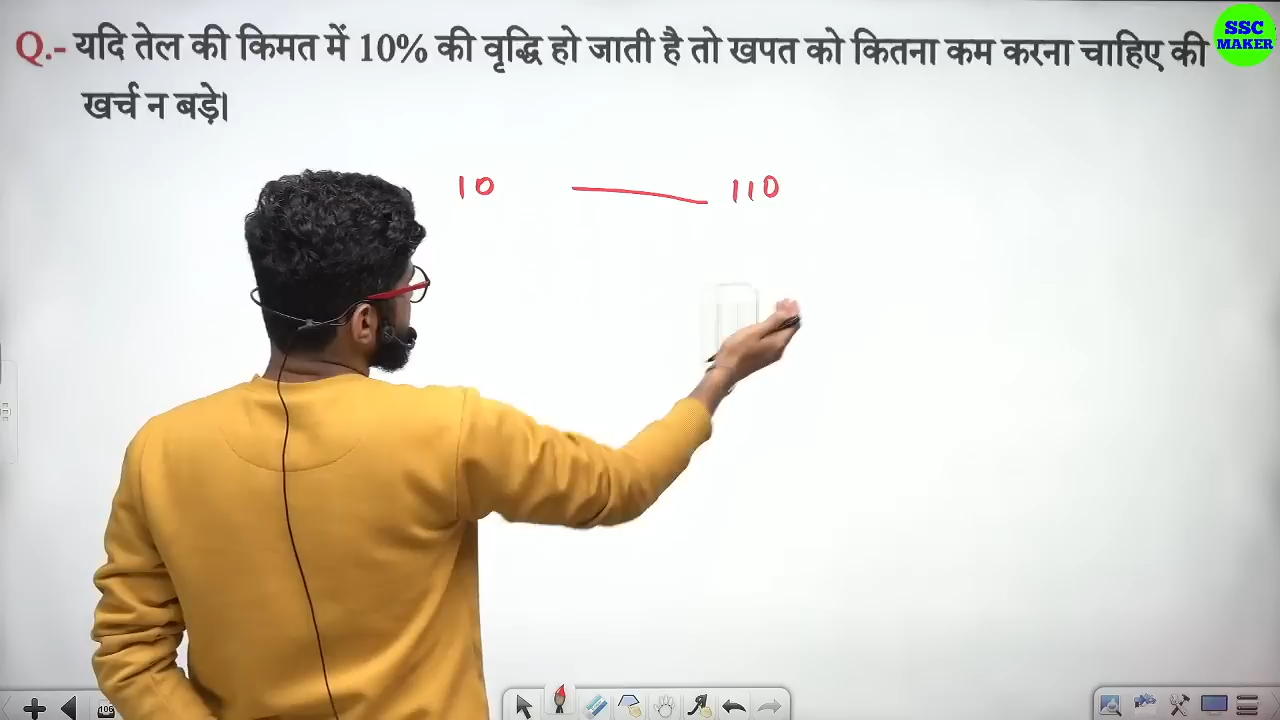 Q.- यदि तेल की किमत में 10% की वृद्धि हो जाती है तो खपत को कितना कम करना चाहिए की
खर्च न बड़े।
SSC
MAKER
10 110